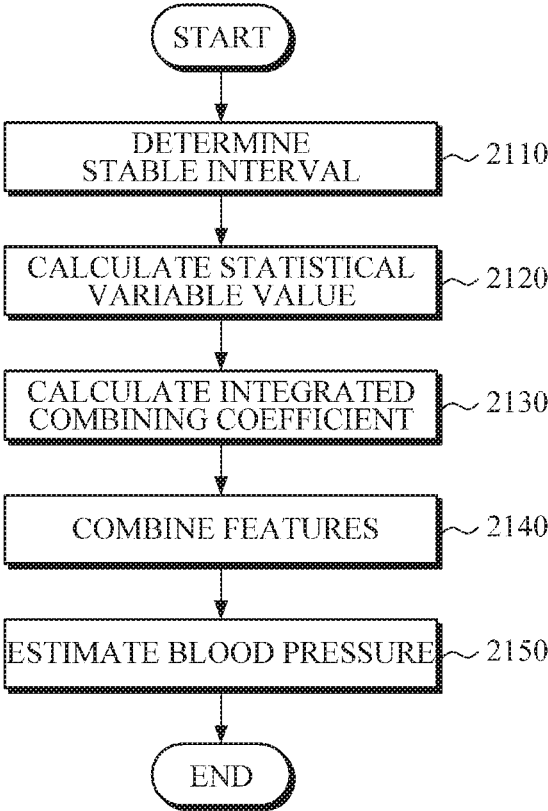 START
DETERMINE
STABLE INTERVAL
2110
CALCULATE STATISTICAL
VARIABLE VALUE
2120
CALCULATE INTEGRATED
COMBINING COEFFICIENT
2130
COMBINE FEATURES
2140
ESTIMATE BLOOD PRESSURE
2150
END